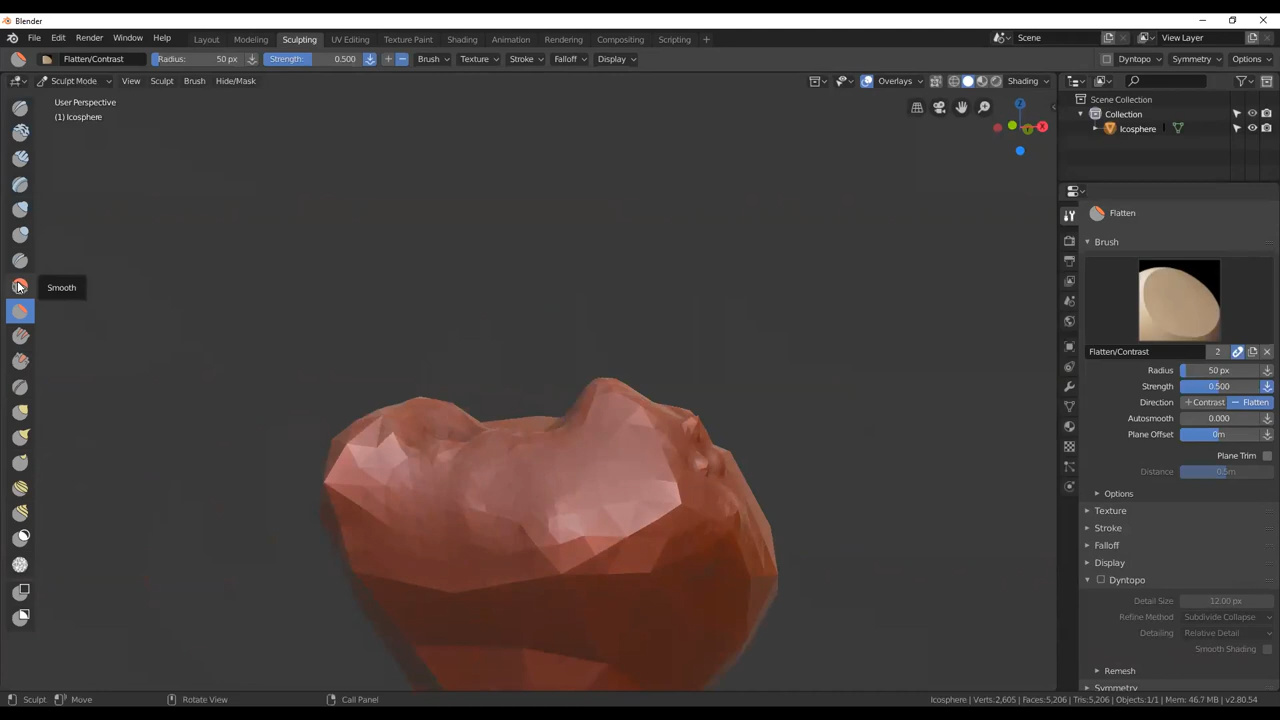 Blender
File Edit Render Window Help Layout Modeling Sculpting UV Editing Texture Paint Shading Animation Rendering Compositing Scripting + Scene View Layer
Flatten/Contrast Radius: 50 px Strength: 0.500 Brush Texture Stroke Falloff Display Dyntopo Symmetry Options
Sculpt Mode View Sculpt Brush Hide/Mask Overlays Shading
User Perspective
(1) Icosphere
Z
X
Y
Smooth
Scene Collection
Collection
Icosphere
Flatten
Brush
Flatten/Contrast 2
Radius 50 px
Strength 0.500
Direction + Contrast − Flatten
Autosmooth 0.000
Plane Offset 0m
Plane Trim
Distance 0.5m
Options
Texture
Stroke
Falloff
Display
Dyntopo
Detail Size 12.00 px
Refine Method Subdivide Collapse
Detailing Relative Detail
Smooth Shading
Remesh
Symmetry
Sculpt Move Rotate View Call Panel Icosphere | Verts:2,605 | Faces:5,206 | Tris:5,206 | Objects:1/1 | Mem: 46.7 MB | v2.80.54